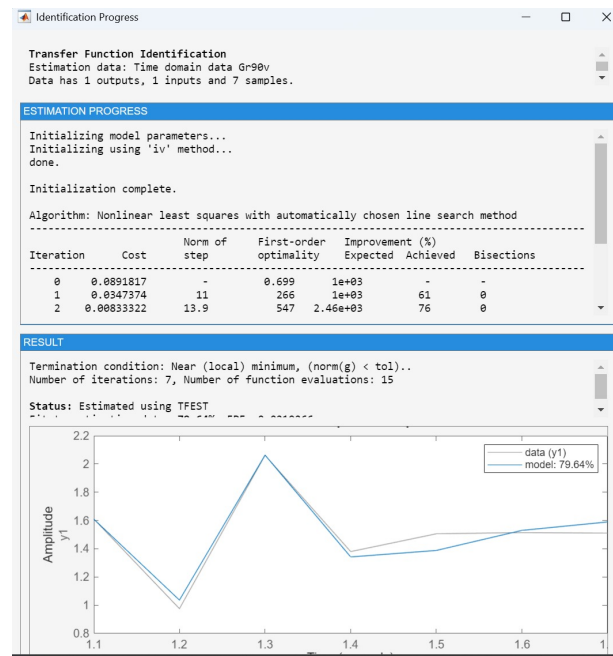 Identification Progress
Transfer Function Identification
Estimation data: Time domain data Gr90v
Data has 1 outputs, 1 inputs and 7 samples.
ESTIMATION PROGRESS
Initializing model parameters...
Initializing using 'iv' method...
done.
Initialization complete.
Algorithm: Nonlinear least squares with automatically chosen line search method
Norm of First-order Improvement (%)
Iteration Cost step optimality Expected Achieved Bisections
0 0.0891817 - 0.699 1e+03 - -
1 0.0347374 11 266 1e+03 61 0
2 0.00833322 13.9 547 2.46e+03 76 0
RESULT
Termination condition: Near (local) minimum, (norm(g) < tol)..
Number of iterations: 7, Number of function evaluations: 15
Status: Estimated using TFEST
2.2
2
1.8
1.6
1.4
1.2
1
0.8
Amplitude
y1
data (y1)
model: 79.64%
1.1 1.2 1.3 1.4 1.5 1.6